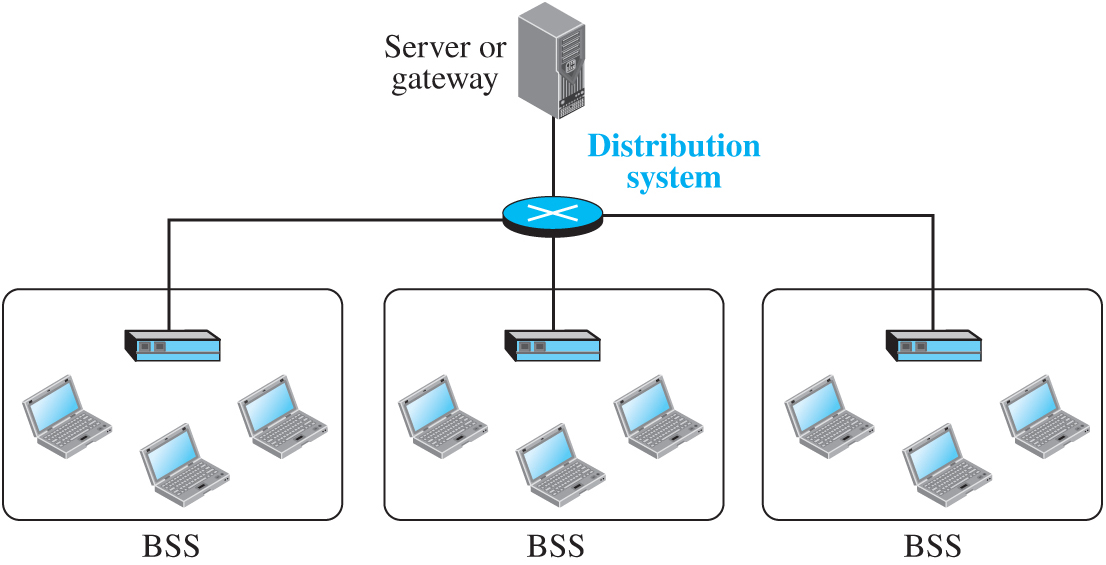 Server or
gateway
Distribution
system
BSS
BSS
BSS